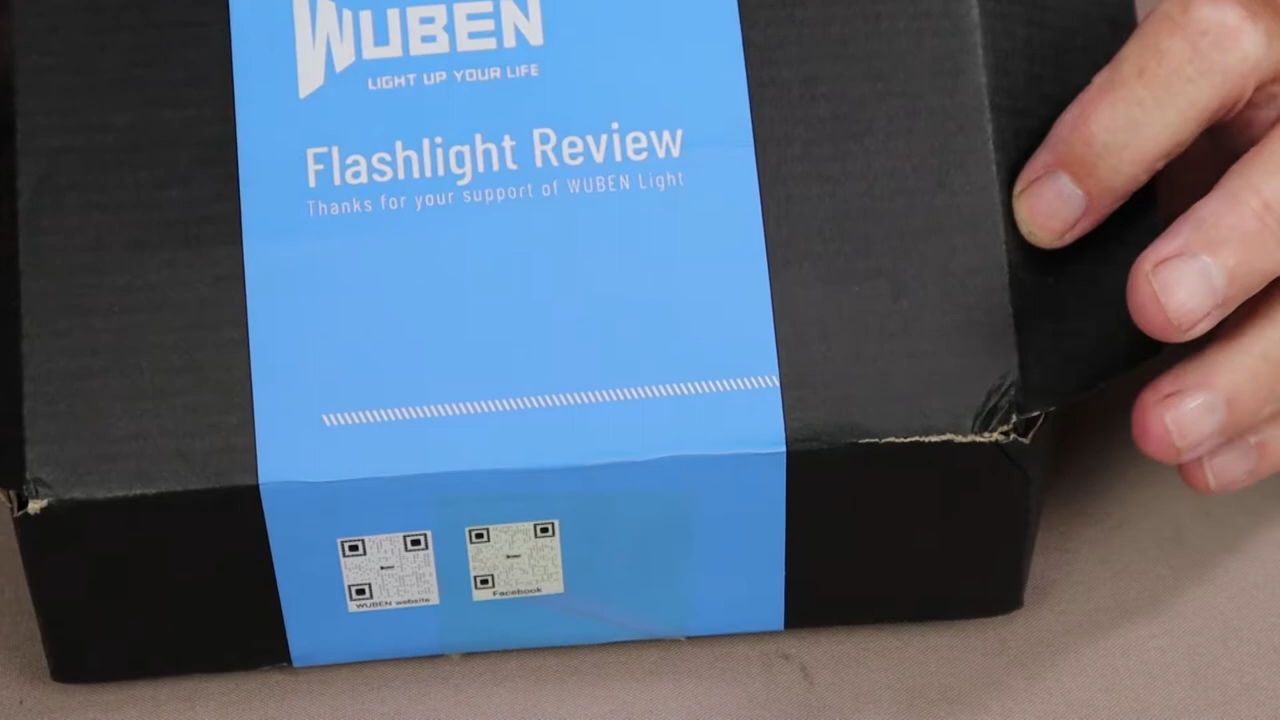 WUBEN
LIGHT UP YOUR LIFE
Flashlight Review
Thanks for your support of WUBEN Light
WUBEN website
Facebook